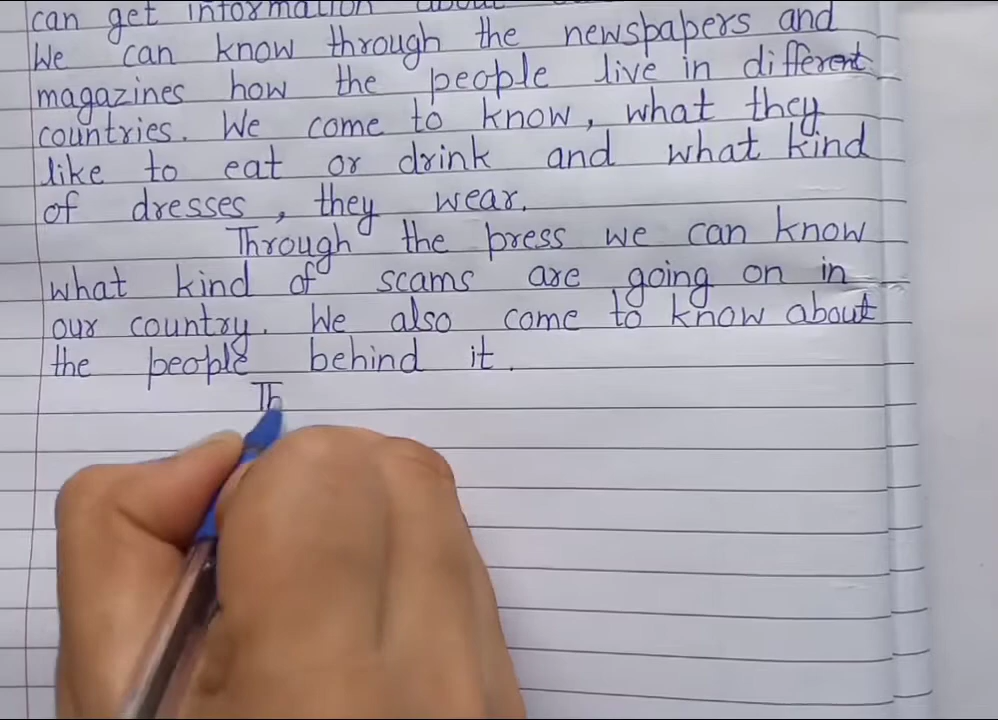 can get information about
We can know through the newspapers and
magazines how the people live in different
countries. We come to know, what they
like to eat or drink and what kind
of dresses, they wear.
Through the press we can know
what kind of scams are going on in
our country. We also come to know about
the people behind it.
Th